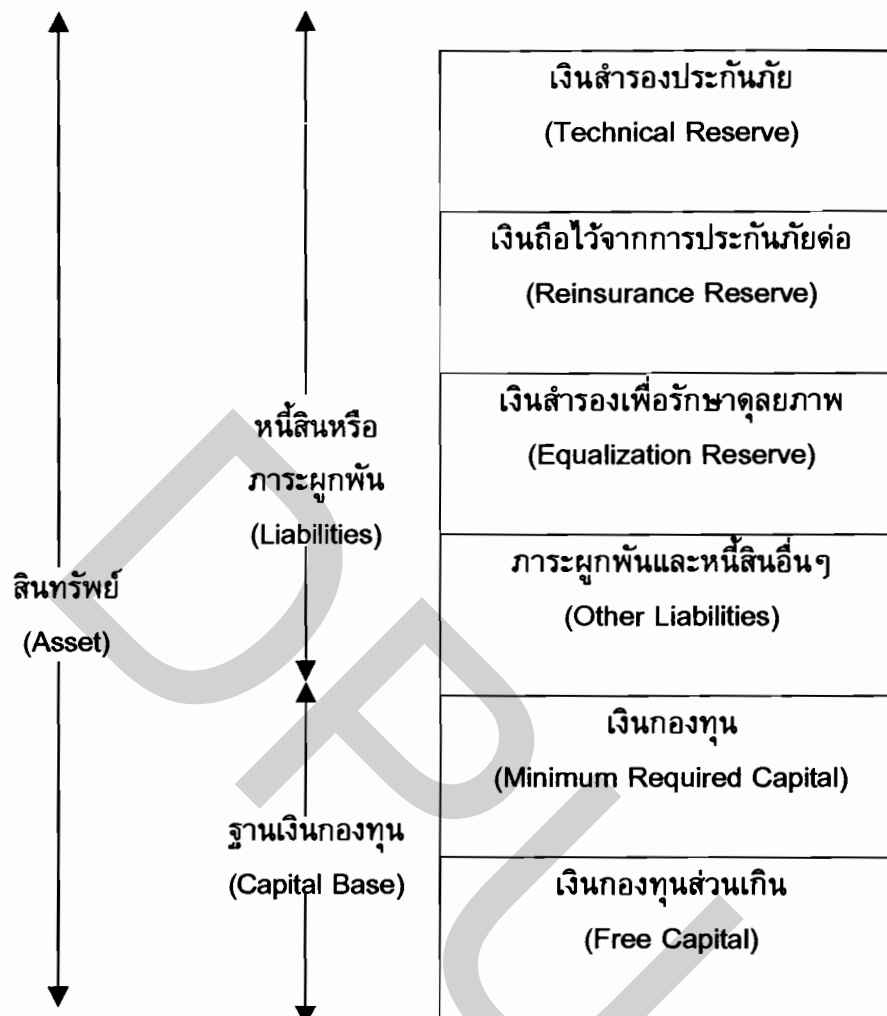 เงินสำรองประกันภัย
(Technical Reserve)
เงินถือไว้จากการประกันภัยต่อ
(Reinsurance Reserve)
เงินสำรองเพื่อรักษาดุลยภาพ
(Equalization Reserve)
หนี้สินหรือ
ภาระผูกพัน
(Liabilities)
ภาระผูกพันและหนี้สินอื่นๆ
(Other Liabilities)
สินทรัพย์
(Asset)
เงินกองทุน
(Minimum Required Capital)
ฐานเงินกองทุน
(Capital Base)
เงินกองทุนส่วนเกิน
(Free Capital)
DPU